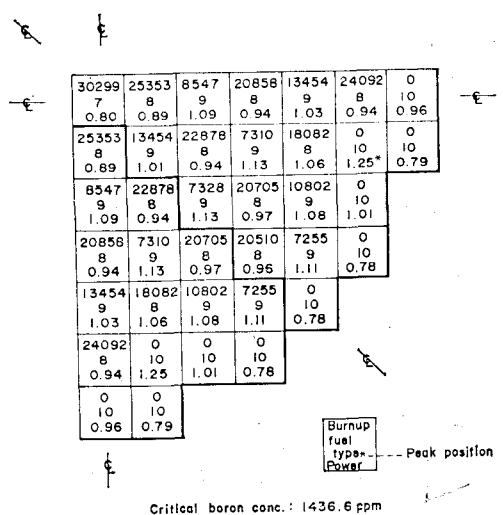 30299 25353 8547 20858 13454 24092 0
7 8 9 8 9 8 10
0.80 0.89 1.09 0.94 1.03 0.94 0.96
25353 13454 22878 7310 18082 0 0
8 9 8 9 8 10 10
0.89 1.01 0.94 1.13 1.06 1.25* 0.79
8547 22878 7328 20705 10802 0
9 8 9 8 9 10
1.09 0.94 1.13 0.97 1.08 1.01
20858 7310 20705 20510 7255 0
8 9 8 8 9 10
0.94 1.13 0.97 0.96 1.11 0.78
13454 18082 10802 7255 0
9 8 9 9 10
1.03 1.06 1.08 1.11 0.78
24092 0 0 0
8 10 10 10
0.94 1.25 1.01 0.78
0 0
10 10
0.96 0.79
Burnup
fuel
type* --- Peak position
Power
Critical boron conc.: 1436.6 ppm